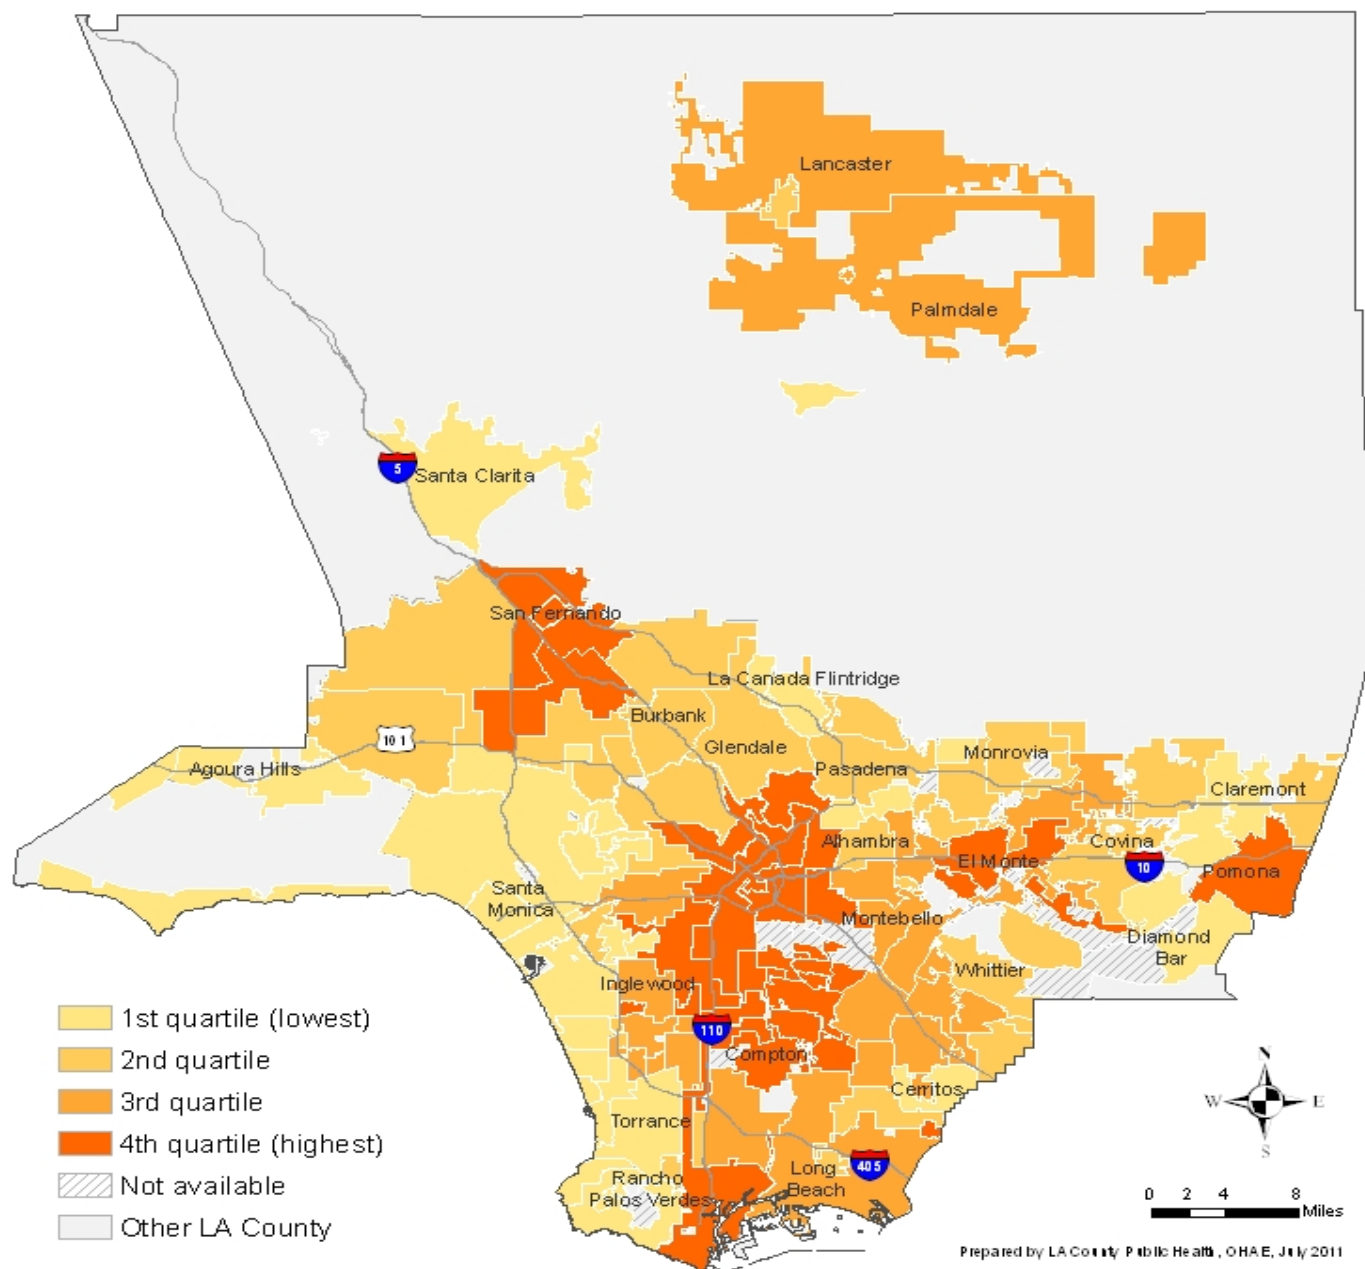 Lancaster
Palmdale
5
Santa Clarita
San Fernando
La Canada Flintridge
Burbank
101
Glendale
Monrovia
Agoura Hills
Pasadena
Claremont
Alhambra
Covina
El Monte
10
Pomona
Santa
Monica
Montebello
Diamond
Bar
Whittier
Inglewood
1st quartile (lowest)
110
2nd quartile
Compton
Cerritos
3rd quartile
Torrance
4th quartile (highest)
405
Not available
Rancho
Palos Verdes
Long
Beach
Other LA County
N
W
E
S
0 2 4 8
Miles
Prepared by LA County Public Health, OHAE, July 2011